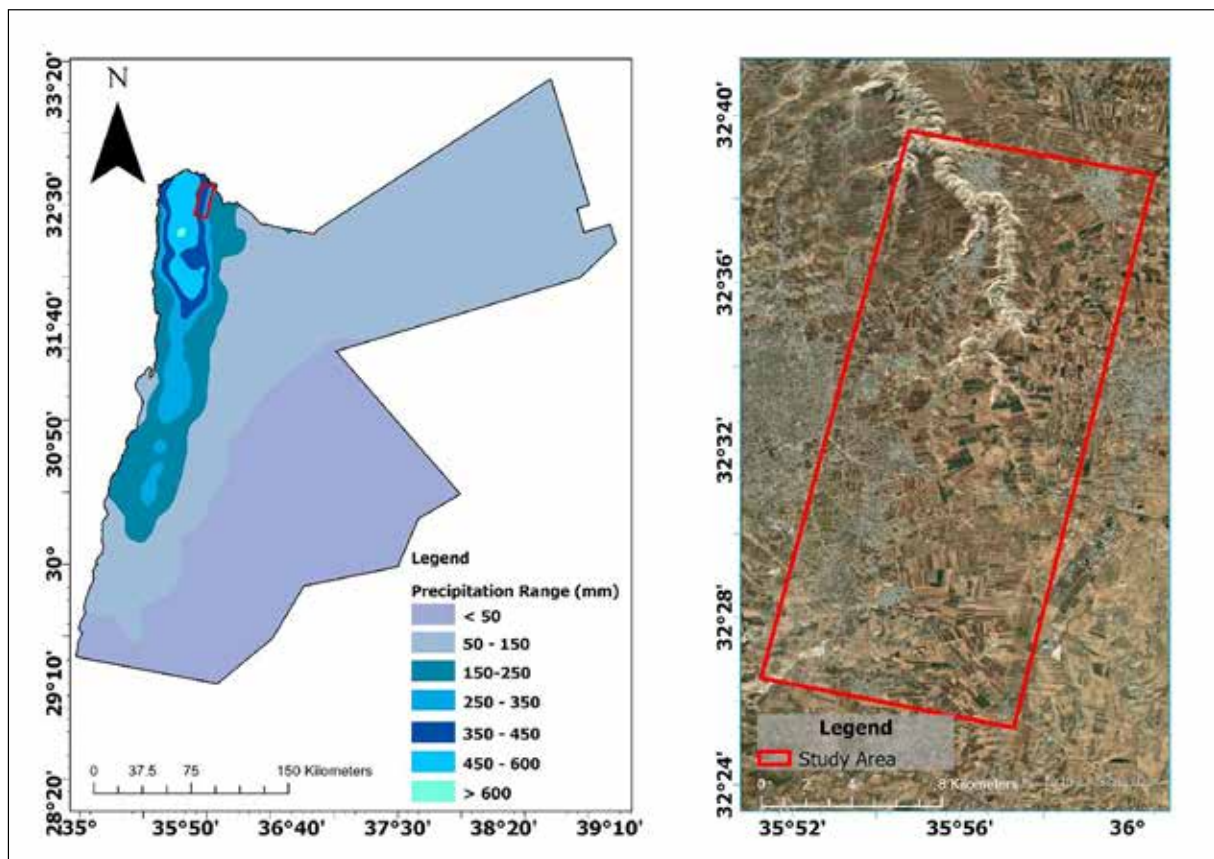 N
33°20'
32°30'
31°40'
30°50'
30°
29°10'
28°20'
Legend
Precipitation Range (mm)
< 50
50 - 150
150-250
250 - 350
350 - 450
450 - 600
> 600
0 37.5 75 150 Kilometers
35° 35°50' 36°40' 37°30' 38°20' 39°10'
32°40'
32°36'
32°32'
32°28'
32°24'
Legend
Study Area
0 2 4 8 Kilometers
35°52' 35°56' 36°